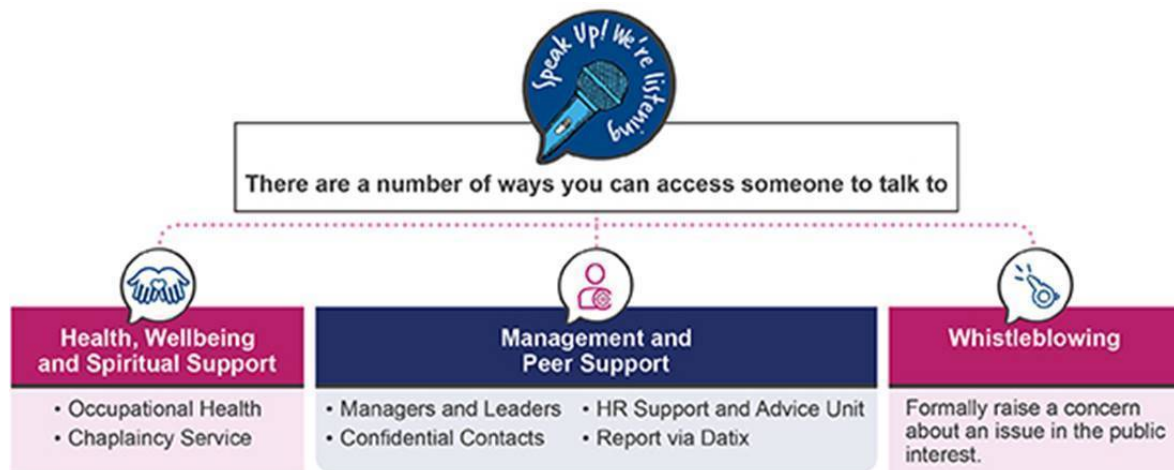 Speak Up! We're listening
There are a number of ways you can access someone to talk to
Health, Wellbeing
and Spiritual Support
• Occupational Health
• Chaplaincy Service
Management and
Peer Support
• Managers and Leaders
• Confidential Contacts
• HR Support and Advice Unit
• Report via Datix
Whistleblowing
Formally raise a concern
about an issue in the public
interest.